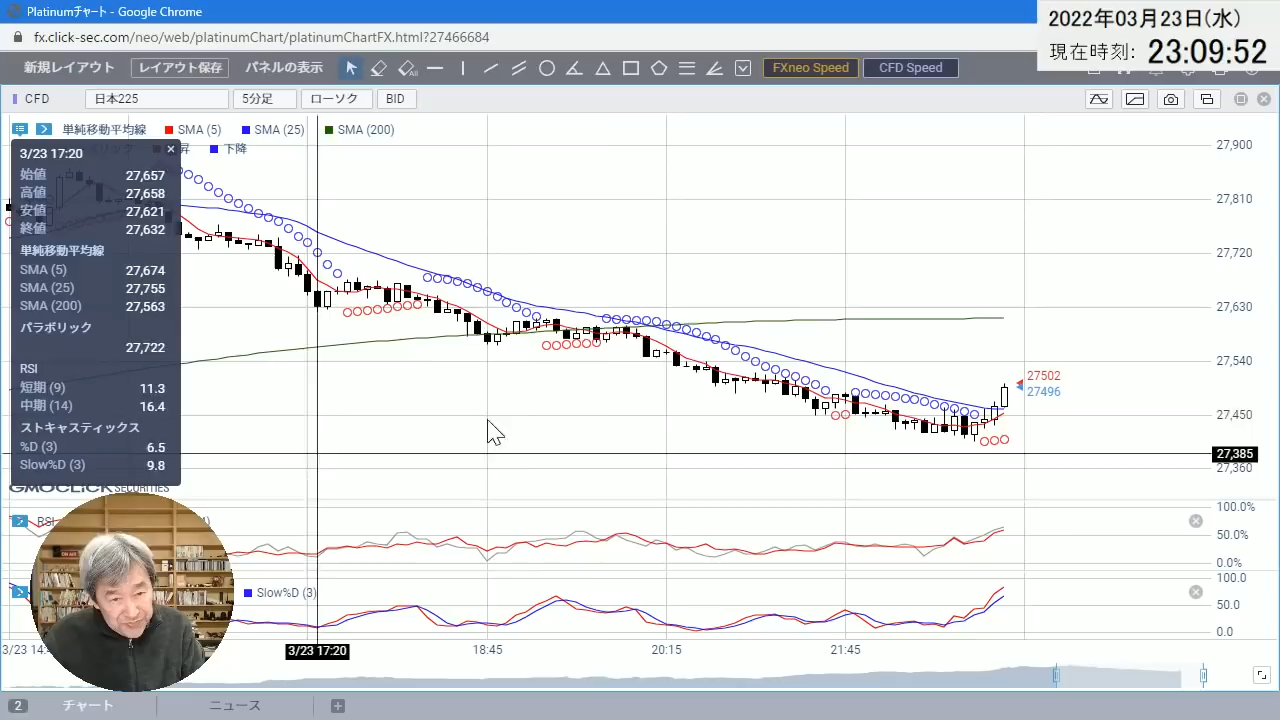 Platinumチャート - Google Chrome
2022年03月23日(水)
現在時刻: 23:09:52
fx.click-sec.com/neo/web/platinumChart/platinumChartFX.html?27466684
新規レイアウト レイアウト保存 パネルの表示 FXneo Speed CFD Speed
CFD 日本225 5分足 ローソク BID
単純移動平均線 SMA (5) SMA (25) SMA (200)
下降
3/23 17:20
始値 27,657
高値 27,658
安値 27,621
終値 27,632
単純移動平均線
SMA (5) 27,674
SMA (25) 27,755
SMA (200) 27,563
パラボリック
27,722
RSI
短期 (9) 11.3
中期 (14) 16.4
ストキャスティックス
%D (3) 6.5
Slow%D (3) 9.8
27,900
27,810
27,720
27,630
27,540
27502
27496
27,450
27,385
27,360
GMOCLICK SECURITIES
RSI
100.0%
50.0%
0.0%
Slow%D (3)
100.0
50.0
0.0
3/23 17:20 18:45 20:15 21:45
2 チャート ニュース